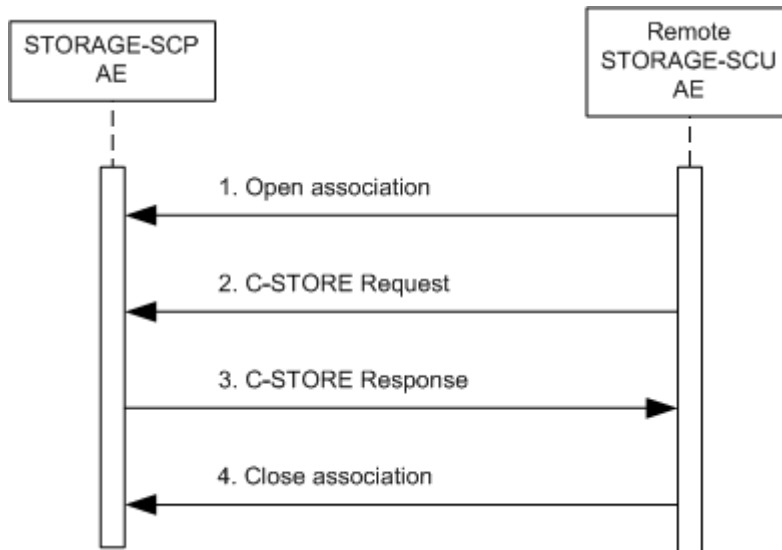 STORAGE-SCP
AE
Remote
STORAGE-SCU
AE
1. Open association
2. C-STORE Request
3. C-STORE Response
4. Close association